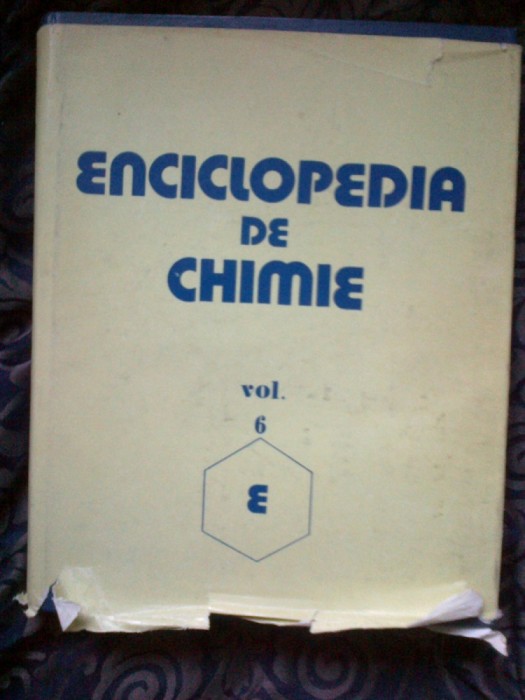 ENCICLOPEDIA
DE
CHIMIE
vol.
6
E